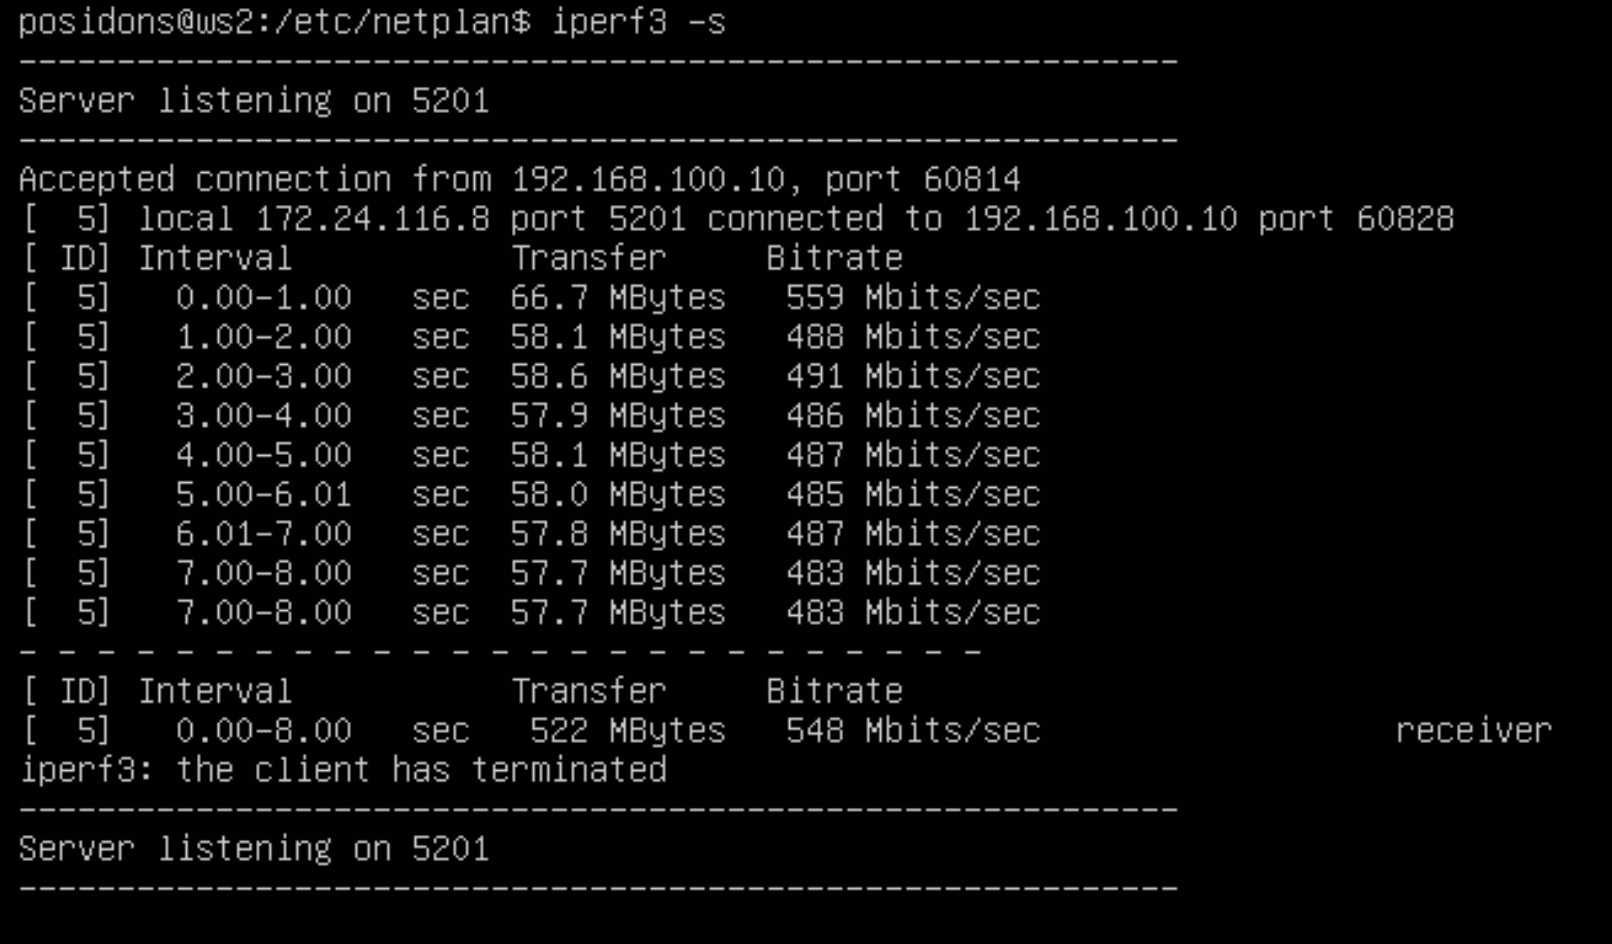 posidons@ws2:/etc/netplan$ iperf3 -s
-----------------------------------------------------------
Server listening on 5201
-----------------------------------------------------------
Accepted connection from 192.168.100.10, port 60814
[  5] local 172.24.116.8 port 5201 connected to 192.168.100.10 port 60828
[ ID] Interval           Transfer     Bitrate
[  5]   0.00-1.00   sec  66.7 MBytes   559 Mbits/sec
[  5]   1.00-2.00   sec  58.1 MBytes   488 Mbits/sec
[  5]   2.00-3.00   sec  58.6 MBytes   491 Mbits/sec
[  5]   3.00-4.00   sec  57.9 MBytes   486 Mbits/sec
[  5]   4.00-5.00   sec  58.1 MBytes   487 Mbits/sec
[  5]   5.00-6.01   sec  58.0 MBytes   485 Mbits/sec
[  5]   6.01-7.00   sec  57.8 MBytes   487 Mbits/sec
[  5]   7.00-8.00   sec  57.7 MBytes   483 Mbits/sec
[  5]   7.00-8.00   sec  57.7 MBytes   483 Mbits/sec
- - - - - - - - - - - - - - - - - - - - - - - - -
[ ID] Interval           Transfer     Bitrate
[  5]   0.00-8.00   sec   522 MBytes   548 Mbits/sec                  receiver
iperf3: the client has terminated
-----------------------------------------------------------
Server listening on 5201
-----------------------------------------------------------